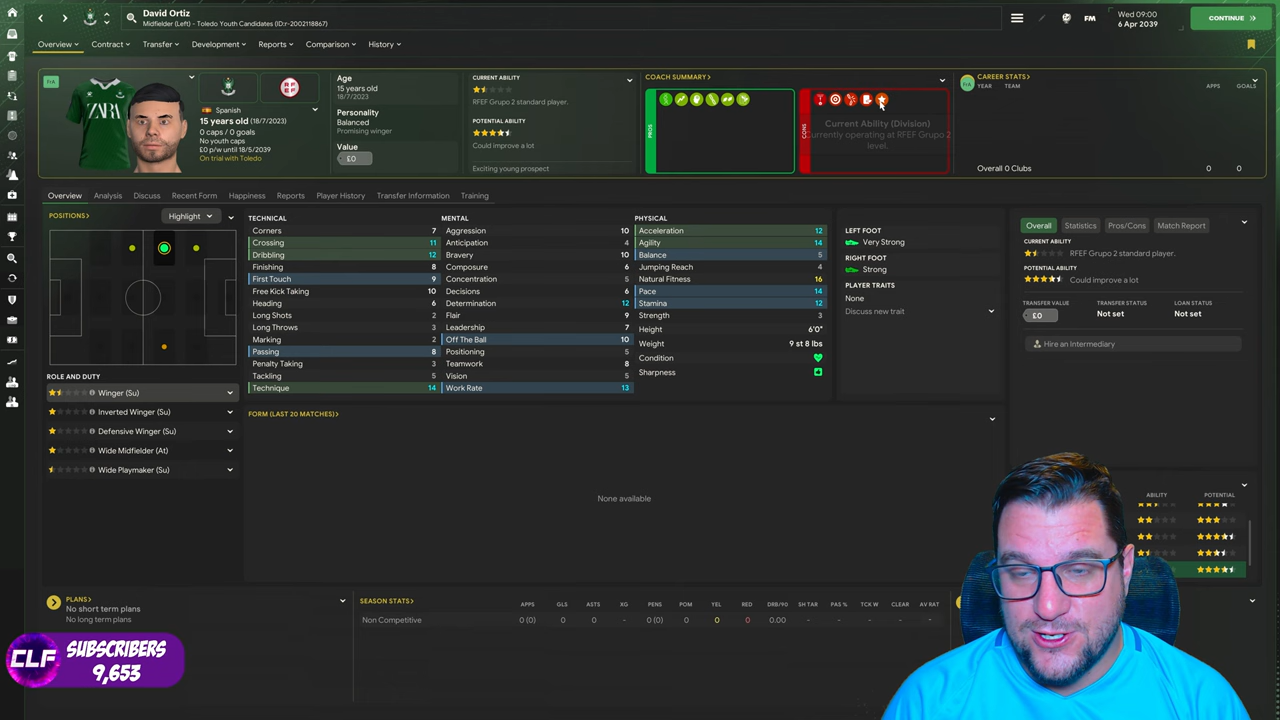 David Ortiz
Midfielder (Left) - Toledo Youth Candidates (ID:r-2002118867)
FM
Wed 09:00
6 Apr 2039
CONTINUE
Overview
Contract
Transfer
Development
Reports
Comparison
History
F/A
ZARA
Spanish
15 years old (18/7/2023)
0 caps / 0 goals
No youth caps
£0 p/w until 18/5/2039
On trial with Toledo
Age
15 years old
18/7/2023
Personality
Balanced
Promising winger
Value
£0
CURRENT ABILITY
RFEF Grupo 2 standard player.
POTENTIAL ABILITY
Could improve a lot
Exciting young prospect
COACH SUMMARY
PROS
CONS
Current Ability (Division)
Currently operating at RFEF Grupo 2
level.
F/A
CAREER STATS
YEAR TEAM APPS GOALS
Overall 0 Clubs 0 0
Overview
Analysis
Discuss
Recent Form
Happiness
Reports
Player History
Transfer Information
Training
POSITIONS
Highlight
ROLE AND DUTY
Winger (Su)
Inverted Winger (Su)
Defensive Winger (Su)
Wide Midfielder (At)
Wide Playmaker (Su)
TECHNICAL
Corners 7
Crossing 11
Dribbling 12
Finishing 8
First Touch 9
Free Kick Taking 10
Heading 6
Long Shots 2
Long Throws 3
Marking 2
Passing 8
Penalty Taking 3
Tackling 5
Technique 14
MENTAL
Aggression 10
Anticipation 4
Bravery 10
Composure 6
Concentration 5
Decisions 6
Determination 12
Flair 9
Leadership 7
Off The Ball 10
Positioning 5
Teamwork 8
Vision 5
Work Rate 13
PHYSICAL
Acceleration 12
Agility 14
Balance 5
Jumping Reach 4
Natural Fitness 16
Pace 14
Stamina 12
Strength 3
Height 6'0"
Weight 9 st 8 lbs
Condition
Sharpness
LEFT FOOT
Very Strong
RIGHT FOOT
Strong
PLAYER TRAITS
None
Discuss new trait
Overall
Statistics
Pros/Cons
Match Report
CURRENT ABILITY
RFEF Grupo 2 standard player.
POTENTIAL ABILITY
Could improve a lot
TRANSFER VALUE TRANSFER STATUS LOAN STATUS
£0 Not set Not set
Hire an Intermediary
FORM (LAST 20 MATCHES)
None available
ABILITY POTENTIAL
PLANS
No short term plans
No long term plans
SEASON STATS APPS GLS ASTS XG PENS POM YEL RED DRB/90 SH TAR PAS % TCK W CLEAR AV RAT
Non Competitive 0 (0) 0 0 - 0 (0) 0 0 0 0.00 - - - - -
CLF
SUBSCRIBERS
9,653